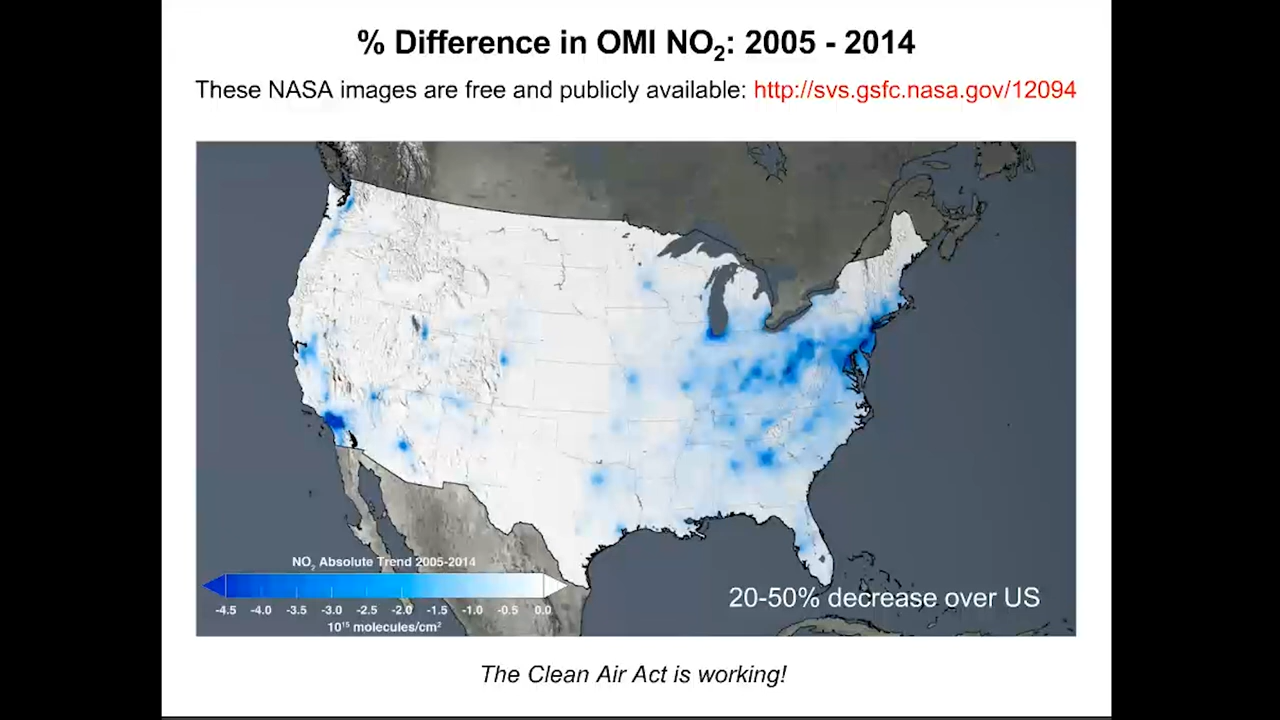 % Difference in OMI NO₂: 2005 - 2014
These NASA images are free and publicly available: http://svs.gsfc.nasa.gov/12094
NO₂ Absolute Trend 2005-2014
-4.5 -4.0 -3.5 -3.0 -2.5 -2.0 -1.5 -1.0 -0.5 0.0
10¹⁵ molecules/cm²
20-50% decrease over US
The Clean Air Act is working!